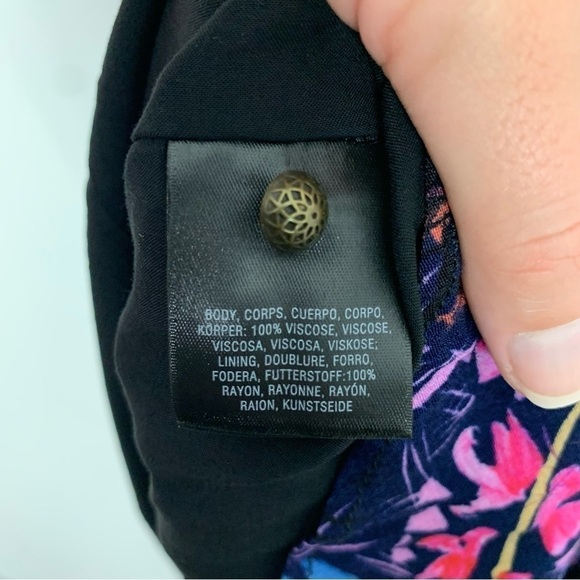 BODY, CORPS, CUERPO, CORPO,
KÖRPER: 100% VISCOSE, VISCOSE,
VISCOSA, VISCOSA, VISKOSE;
LINING, DOUBLURE, FORRO,
FODERA, FUTTERSTOFF:100%
RAYON, RAYONNE, RAYÓN,
RAION, KUNSTSEIDE